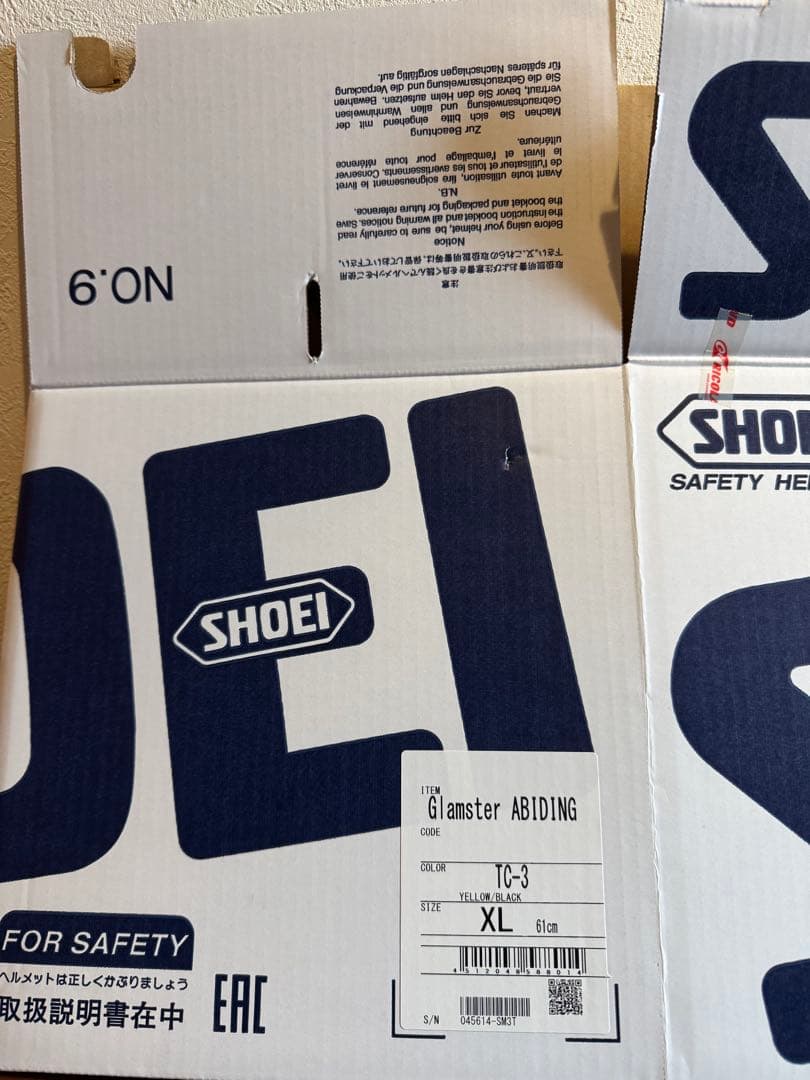 NO.9
注意
取扱説明書および注意書きを良く読んでヘルメットをご使用
下さい。又、これらの取扱説明書等は、保管しておいて下さい。
Notice
Before using your helmet, be sure to carefully read
the instruction booklet and all warning notices. Save
the booklet and packaging for future reference.
N.B.
Avant toute utilisation, lire soigneusement le livret
de l'utilisateur et tous les avertissements. Conserver
le livret et l'emballage pour toute référence
ultérieure.
Zur Beachtung
Machen Sie sich bitte eingehend mit der
Gebrauchsanweisung und allen Warnhinweisen
vertraut, bevor Sie den Helm aufsetzen. Bewahren
Sie die Gebrauchsanweisung und die Verpackung
für späteres Nachschlagen sorgfältig auf.
RICOL
SHOEI
SAFETY HE
OEI
SHOEI
ITEM
Glamster ABIDING
CODE
COLOR
TC-3
YELLOW/BLACK
SIZE
XL 61cm
4512048588014
S/N 045614-SM3T
FOR SAFETY
ヘルメットは正しくかぶりましょう
取扱説明書在中
EAC